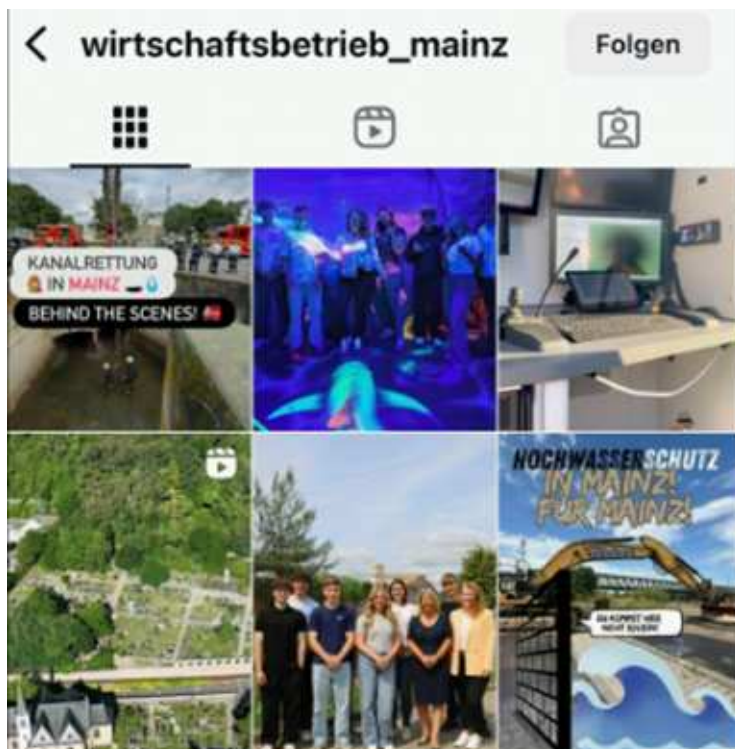 wirtschaftsbetrieb_mainz
Folgen
KANALRETTUNG
IN MAINZ
BEHIND THE SCENES!
HOCHWASSERSCHUTZ
IN MAINZ!
FÜR MAINZ!
DU KOMMST HIER
NICHT REIN!!!